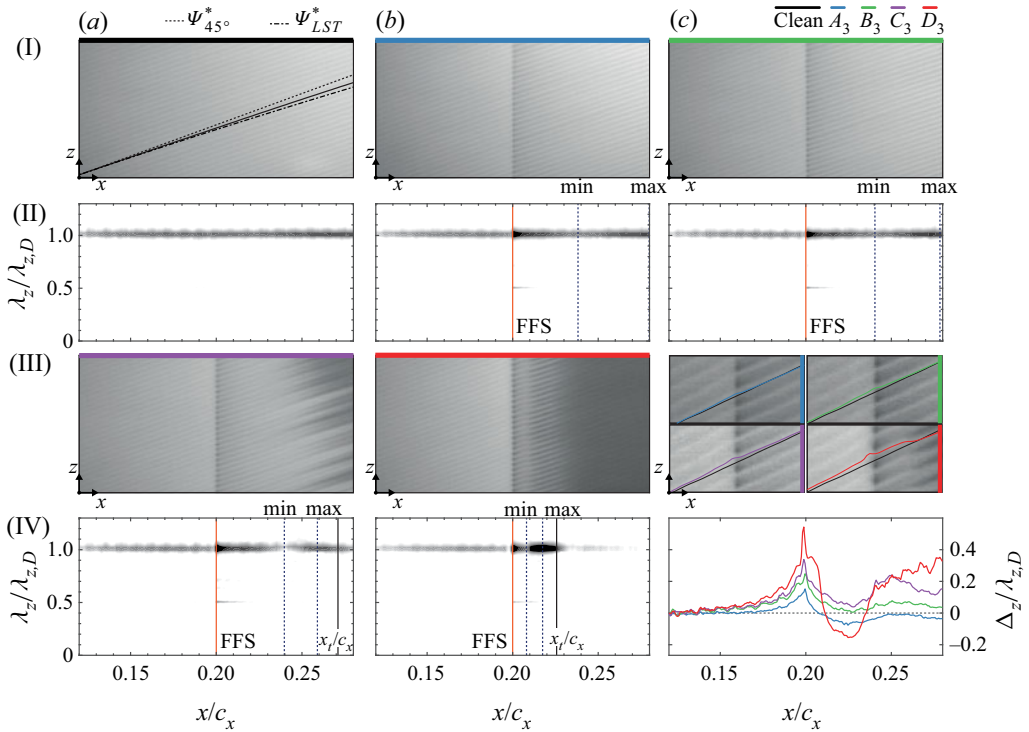 (a) Ψ*45° Ψ*LST (b) (c) Clean A3 B3 C3 D3
(I)
z z z
x x min max x min max
(II)
1.0
λz/λz,D
0.5
FFS FFS
0
(III)
z z z
x x x
min max min max
(IV)
1.0 0.4
λz/λz,D 0.2 Δz/λz,D
0.5
0
FFS xt/cx FFS xt/cx
0 −0.2
0.15 0.20 0.25 0.15 0.20 0.25 0.15 0.20 0.25
x/cx x/cx x/cx